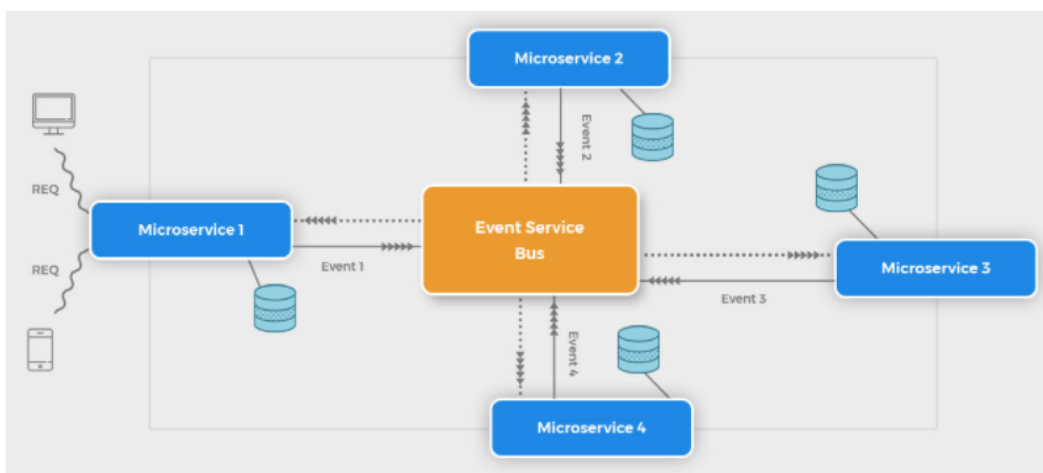 Microservice 2
Event 2
REQ
Microservice 1
Event Service
Bus
REQ
Event 1
Microservice 3
Event 3
Event 4
Microservice 4